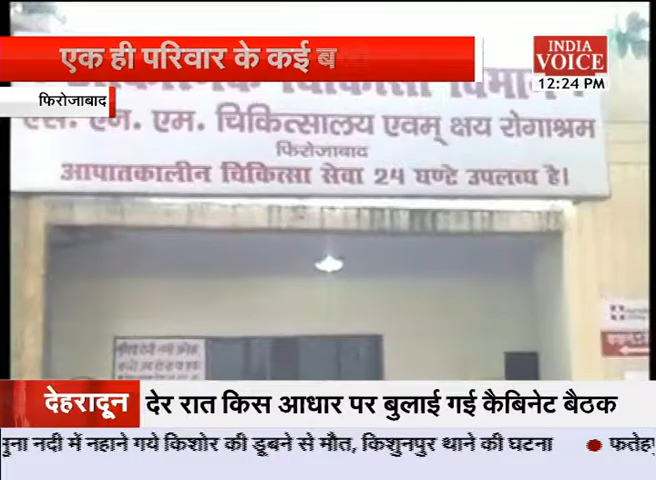 एक ही परिवार के कई
INDIA
VOICE
12:24 PM
फिरोजाबाद
एस. एन. एम. चिकित्सालय एवम् क्षय रोगाश्रम
फिरोजाबाद
आपातकालीन चिकित्सा सेवा 24 घण्टे उपलब्ध है।
देहरादून
देर रात किस आधार पर बुलाई गई कैबिनेट बैठक
नदी में नहाने गये किशोर की डूबने से मौत, किशुनपुर थाने की घटना